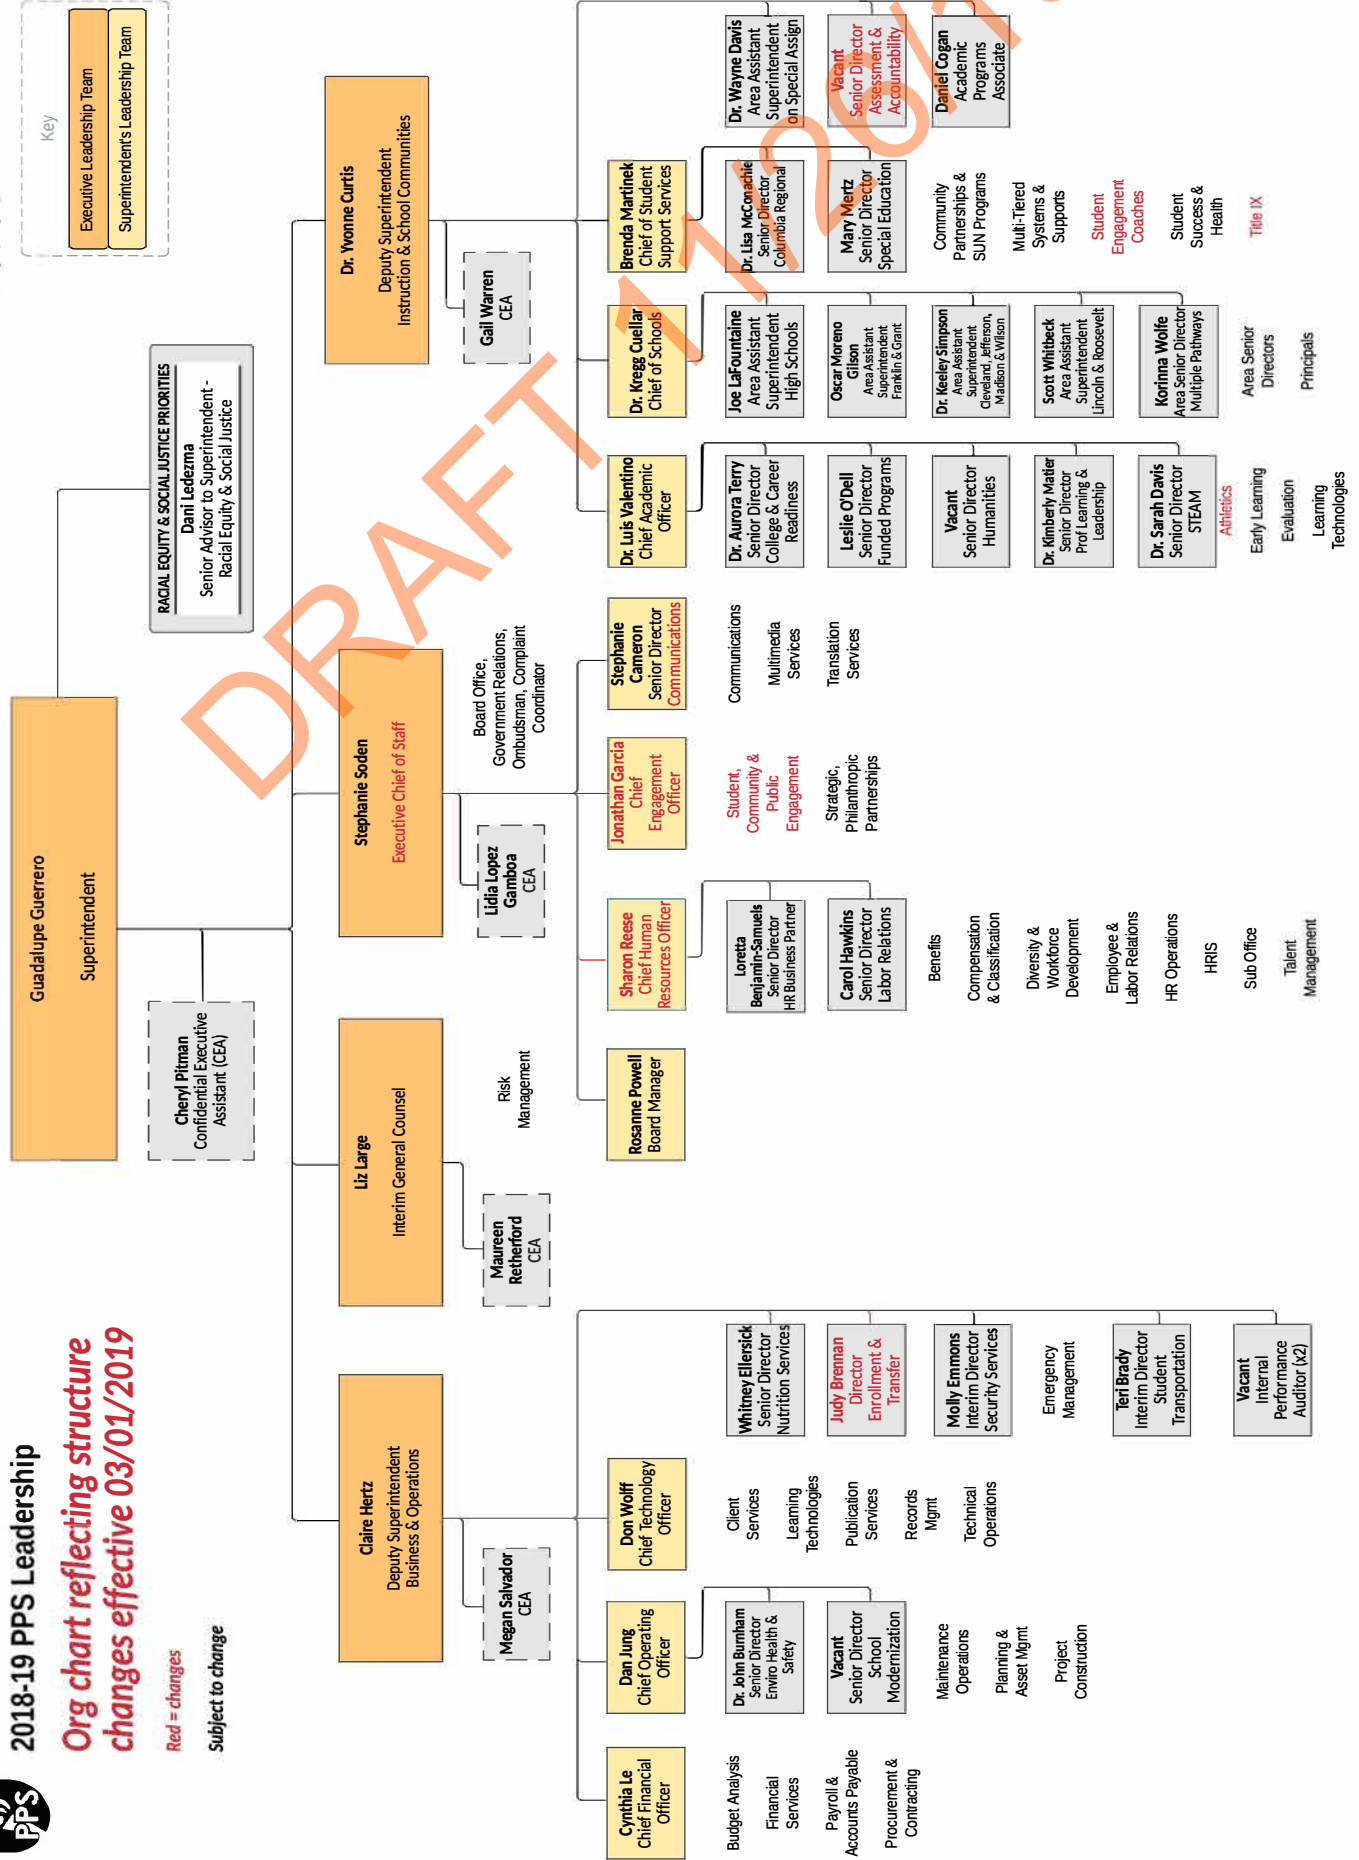 PPS
2018-19 PPS Leadership
Org chart reflecting structure
changes effective 03/01/2019
Red = changes
Subject to change
Key
Executive Leadership Team
Superintendent's Leadership Team
Guadalupe Guerrero
Superintendent
Cheryl Pitman
Confidential Executive
Assistant (CEA)
RACIAL EQUITY & SOCIAL JUSTICE PRIORITIES
Dani Ledezma
Senior Advisor to Superintendent -
Racial Equity & Social Justice
Claire Hertz
Deputy Superintendent
Business & Operations
Megan Salvador
CEA
Liz Large
Interim General Counsel
Maureen
Retherford
CEA
Risk
Management
Stephanie Soden
Executive Chief of Staff
Lidia Lopez
Gamboa
CEA
Board Office,
Government Relations,
Ombudsman, Complaint
Coordinator
Dr. Yvonne Curtis
Deputy Superintendent
Instruction & School Communities
Gail Warren
CEA
Cynthia Le
Chief Financial
Officer
Budget Analysis
Financial
Services
Payroll &
Accounts Payable
Procurement &
Contracting
Dan Jung
Chief Operating
Officer
Dr. John Burnham
Senior Director
Enviro Health &
Safety
Vacant
Senior Director
School
Modernization
Maintenance
Operations
Planning &
Asset Mgmt
Project
Construction
Don Wolff
Chief Technology
Officer
Client
Services
Learning
Technologies
Publication
Services
Records
Mgmt
Technical
Operations
Whitney Ellersick
Senior Director
Nutrition Services
Judy Brennan
Director
Enrollment &
Transfer
Molly Emmons
Interim Director
Security Services
Emergency
Management
Teri Brady
Interim Director
Student
Transportation
Vacant
Internal
Performance
Auditor (x2)
Rosanne Powell
Board Manager
Sharon Reese
Chief Human
Resources Officer
Loretta
Benjamin-Samuels
Senior Director
HR Business Partner
Carol Hawkins
Senior Director
Labor Relations
Benefits
Compensation
& Classification
Diversity &
Workforce
Development
Employee &
Labor Relations
HR Operations
HRIS
Sub Office
Talent
Management
Jonathan Garcia
Chief
Engagement
Officer
Student,
Community &
Public
Engagement
Strategic,
Philanthropic
Partnerships
Stephanie
Cameron
Senior Director
Communications
Communications
Multimedia
Services
Translation
Services
Dr. Luis Valentino
Chief Academic
Officer
Dr. Aurora Terry
Senior Director
College & Career
Readiness
Leslie O'Dell
Senior Director
Funded Programs
Vacant
Senior Director
Humanities
Dr. Kimberly Matier
Senior Director
Prof Learning &
Leadership
Dr. Sarah Davis
Senior Director
STEAM
Athletics
Early Learning
Evaluation
Learning
Technologies
Dr. Kregg Cuellar
Chief of Schools
Joe LaFountaine
Area Assistant
Superintendent
High Schools
Oscar Moreno
Gilson
Area Assistant
Superintendent
Franklin & Grant
Dr. Keeley Simpson
Area Assistant
Superintendent
Cleveland, Jefferson,
Madison & Wilson
Scott Whitbeck
Area Assistant
Superintendent
Lincoln & Roosevelt
Korinna Wolfe
Area Senior Director
Multiple Pathways
Area Senior
Directors
Principals
Brenda Martinek
Chief of Student
Support Services
Dr. Lisa McConachie
Senior Director
Columbia Regional
Mary Mertz
Senior Director
Special Education
Community
Partnerships &
SUN Programs
Multi-Tiered
Systems &
Supports
Student
Engagement
Coaches
Student
Success &
Health
Title IX
Dr. Wayne Davis
Area Assistant
Superintendent
on Special Assign
Vacant
Senior Director
Assessment &
Accountability
Daniel Cogan
Academic
Programs
Associate
DRAFT